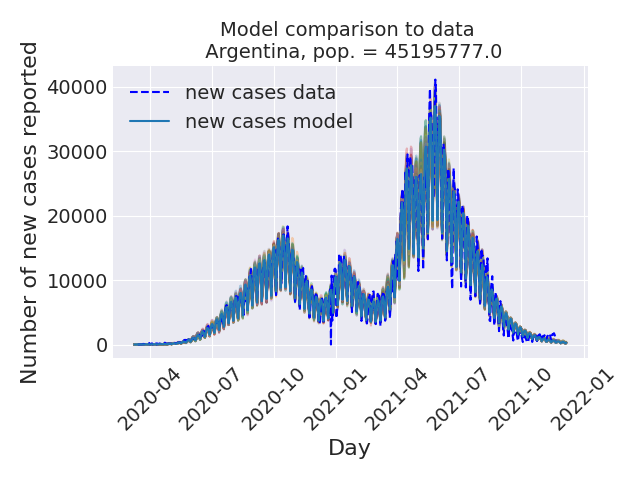 Model comparison to data
Argentina, pop. = 45195777.0
Number of new cases reported
40000
30000
20000
10000
0
new cases data
new cases model
2020-04
2020-07
2020-10
2021-01
2021-04
2021-07
2021-10
2022-01
Day